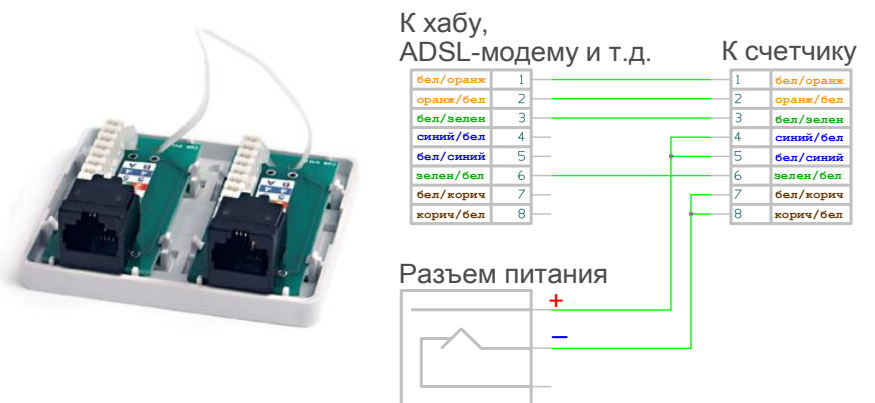 К хабу,
ADSL-модему и т.д.
К счетчику
бел/оранж 1
оранж/бел 2
бел/зелен 3
синий/бел 4
бел/синий 5
зелен/бел 6
бел/корич 7
корич/бел 8
1 бел/оранж
2 оранж/бел
3 бел/зелен
4 синий/бел
5 бел/синий
6 зелен/бел
7 бел/корич
8 корич/бел
Разъем питания
+
–
B A